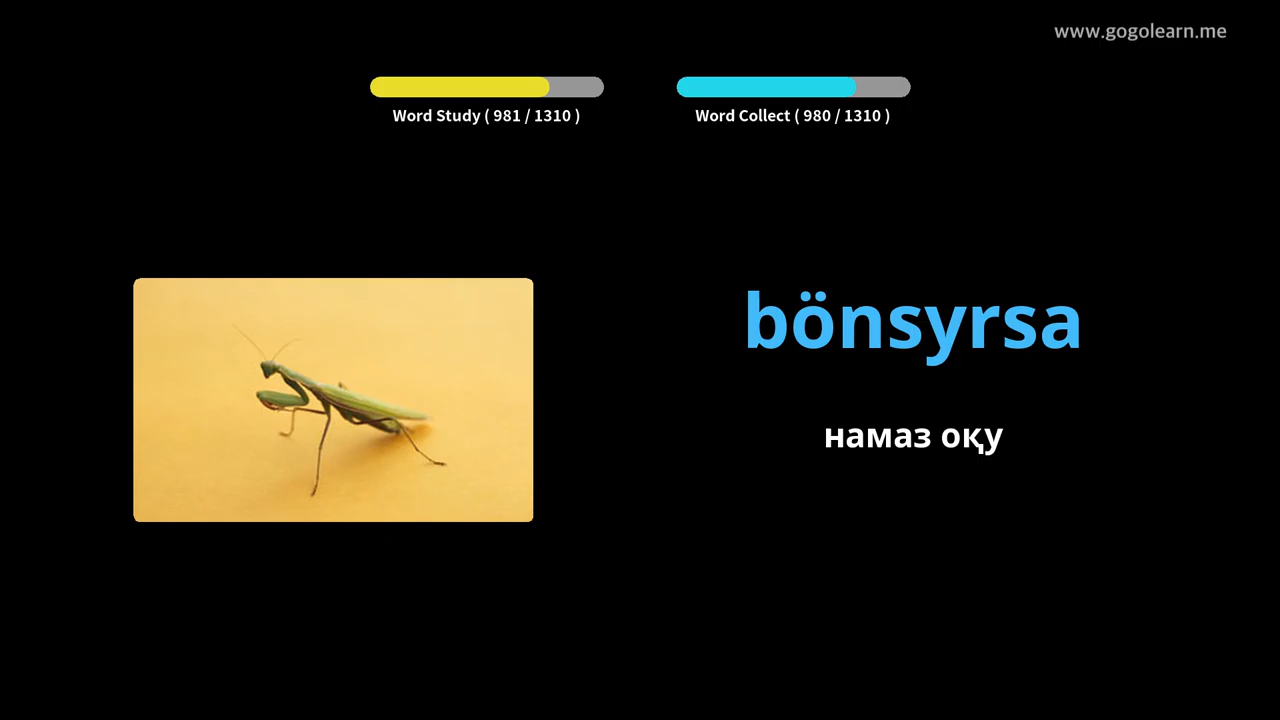 www.gogolearn.me
Word Study ( 981 / 1310 )
Word Collect ( 980 / 1310 )
bönsyrsa
намаз оқу